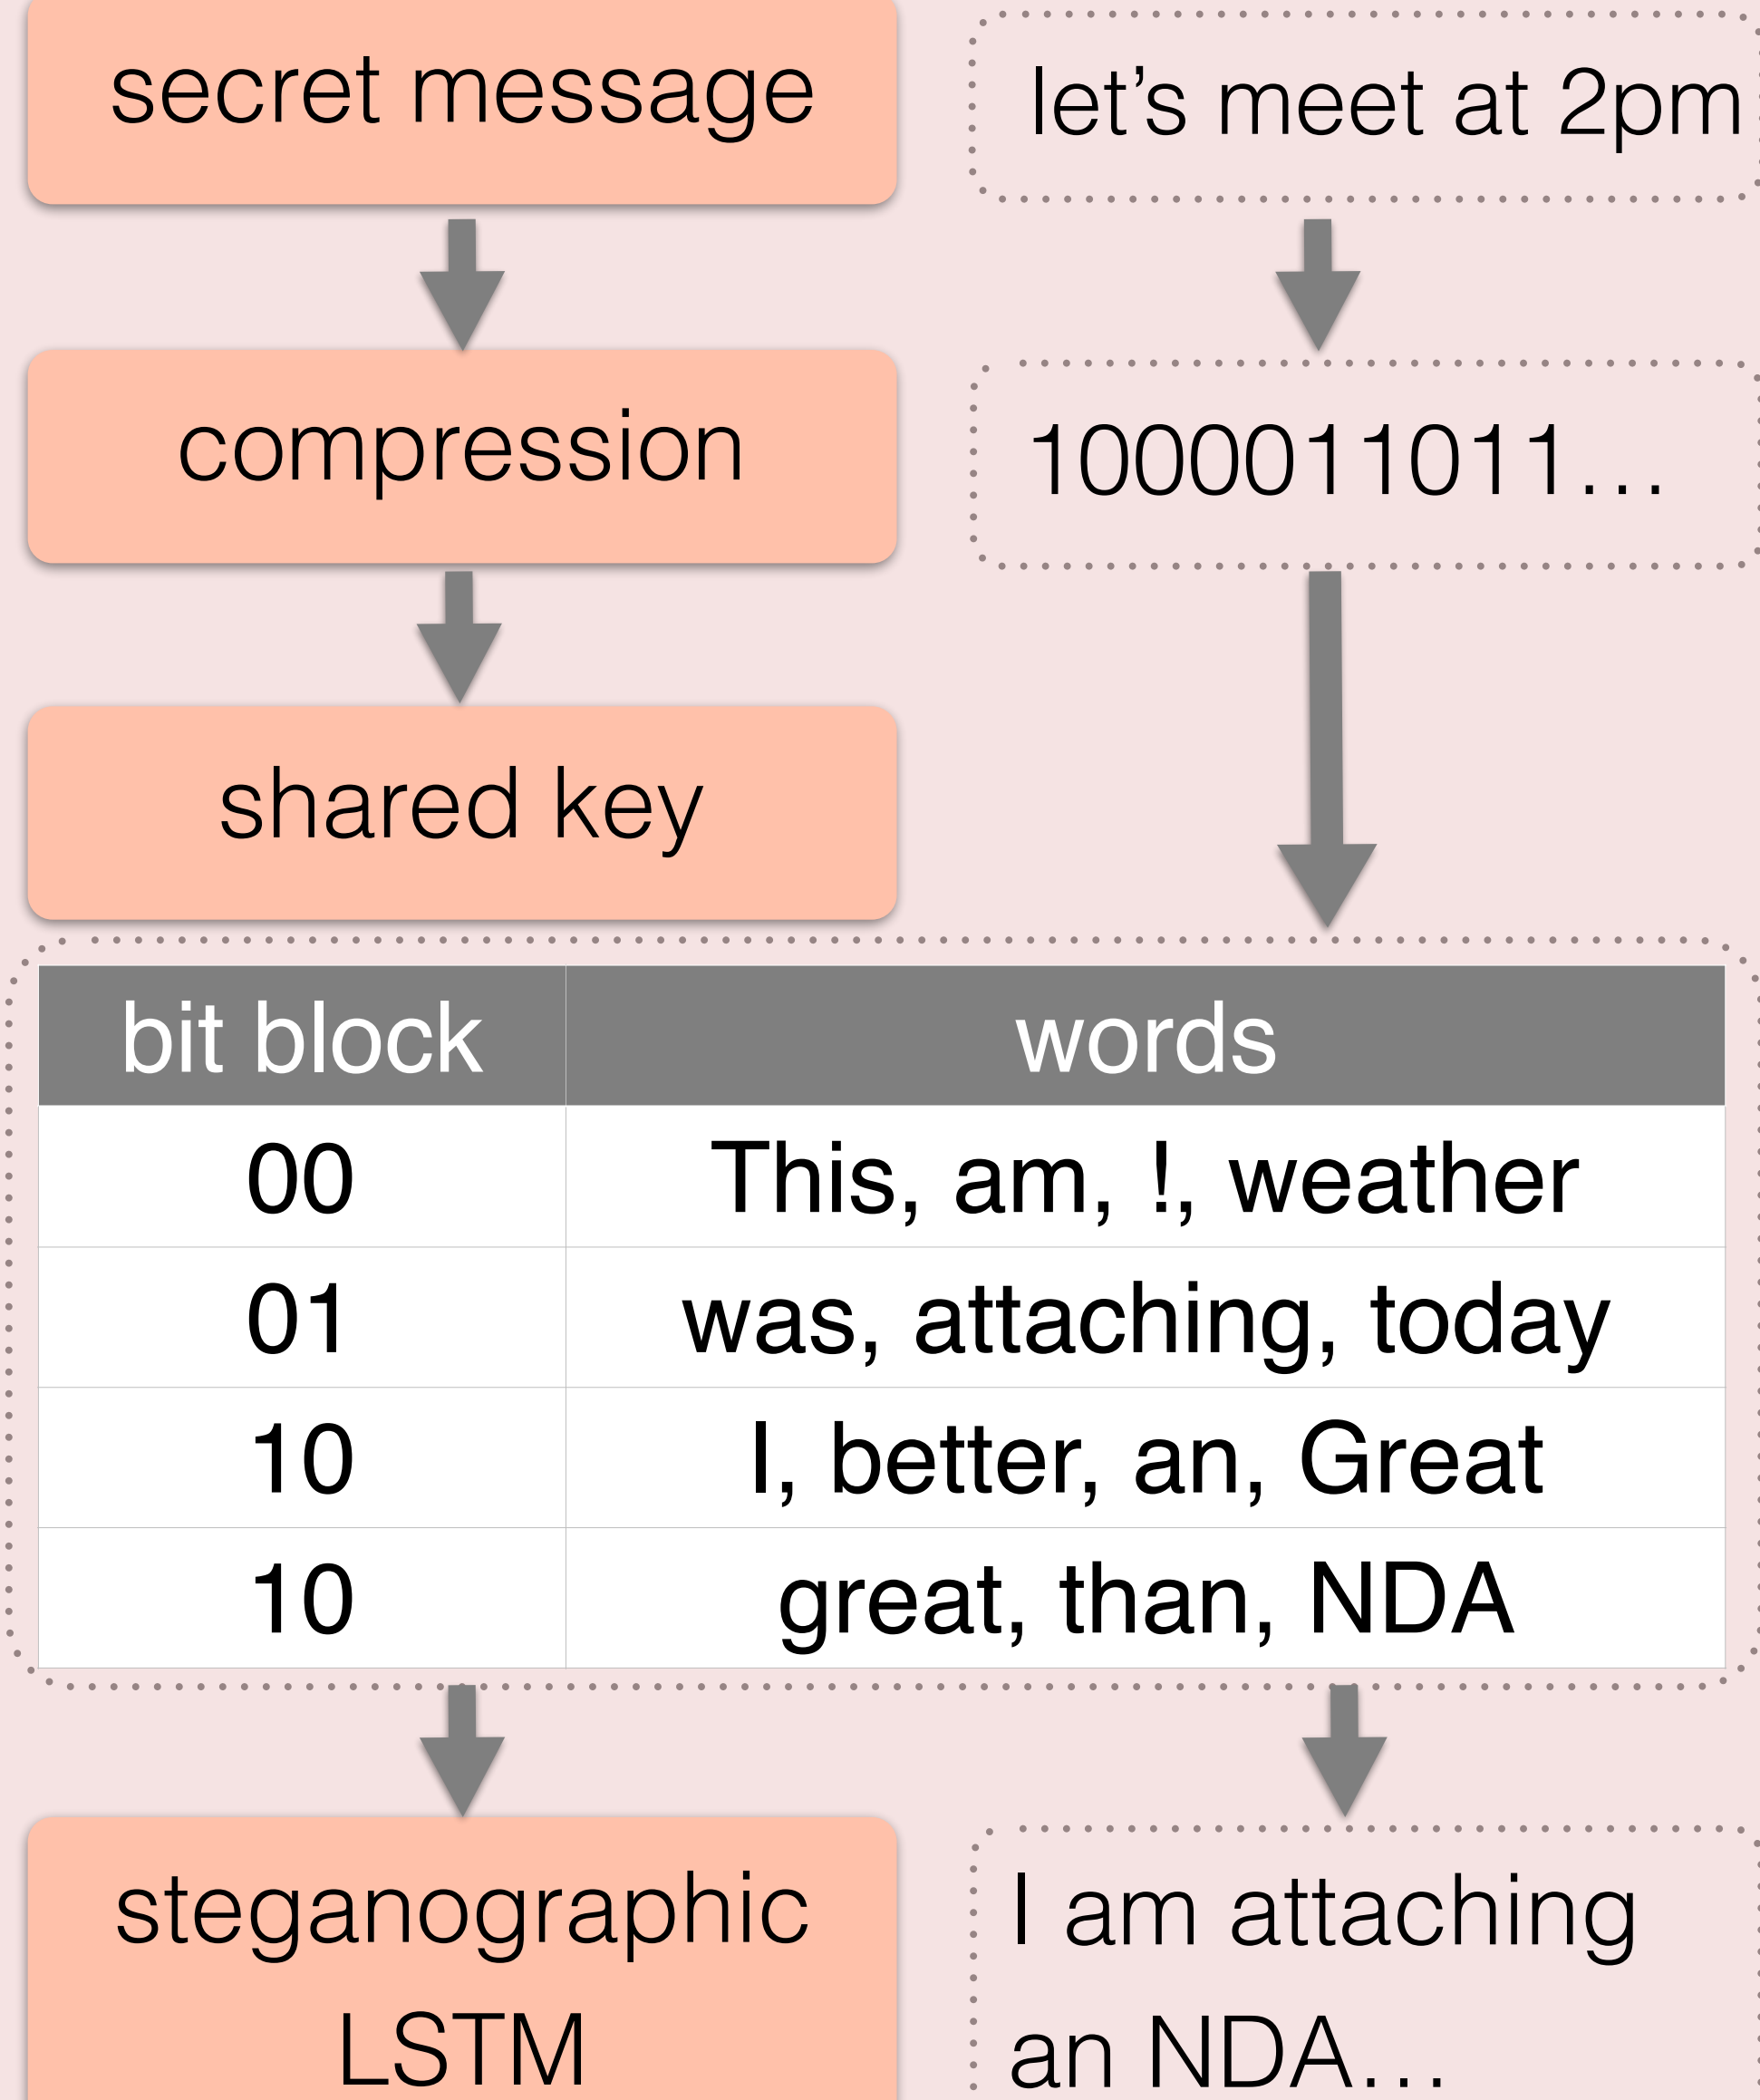 secret message
let’s meet at 2pm
compression
1000011011…
shared key
bit block words
00 This, am, !, weather
01 was, attaching, today
10 I, better, an, Great
10 great, than, NDA
steganographic
LSTM
I am attaching
an NDA…